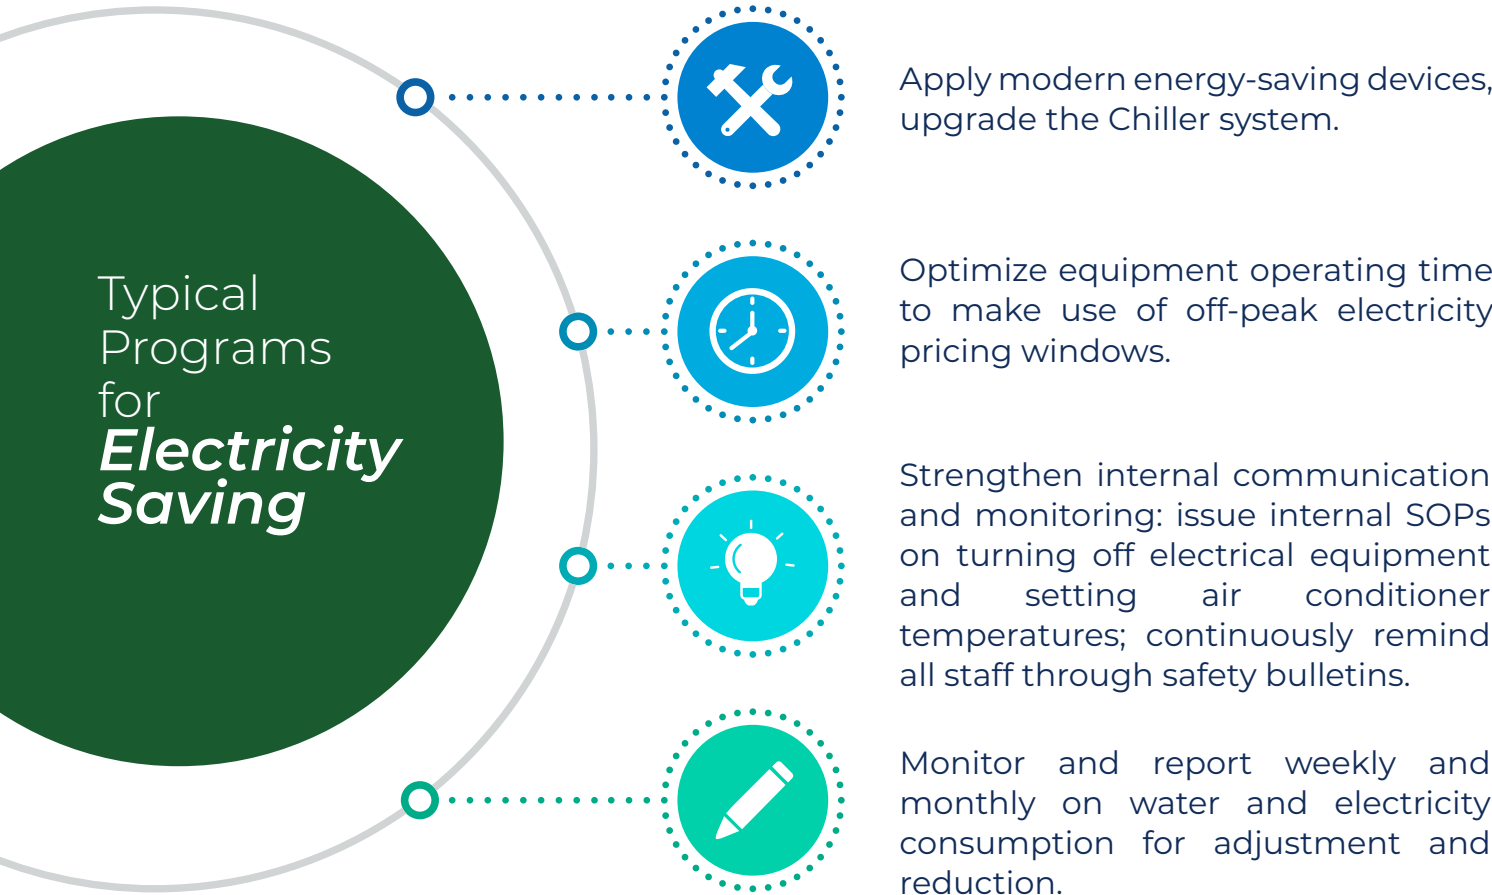 Typical
Programs
for
Electricity
Saving
Apply modern energy-saving devices,
upgrade the Chiller system.
Optimize equipment operating time
to make use of off-peak electricity
pricing windows.
Strengthen internal communication
and monitoring: issue internal SOPs
on turning off electrical equipment
and setting air conditioner
temperatures; continuously remind
all staff through safety bulletins.
Monitor and report weekly and
monthly on water and electricity
consumption for adjustment and
reduction.